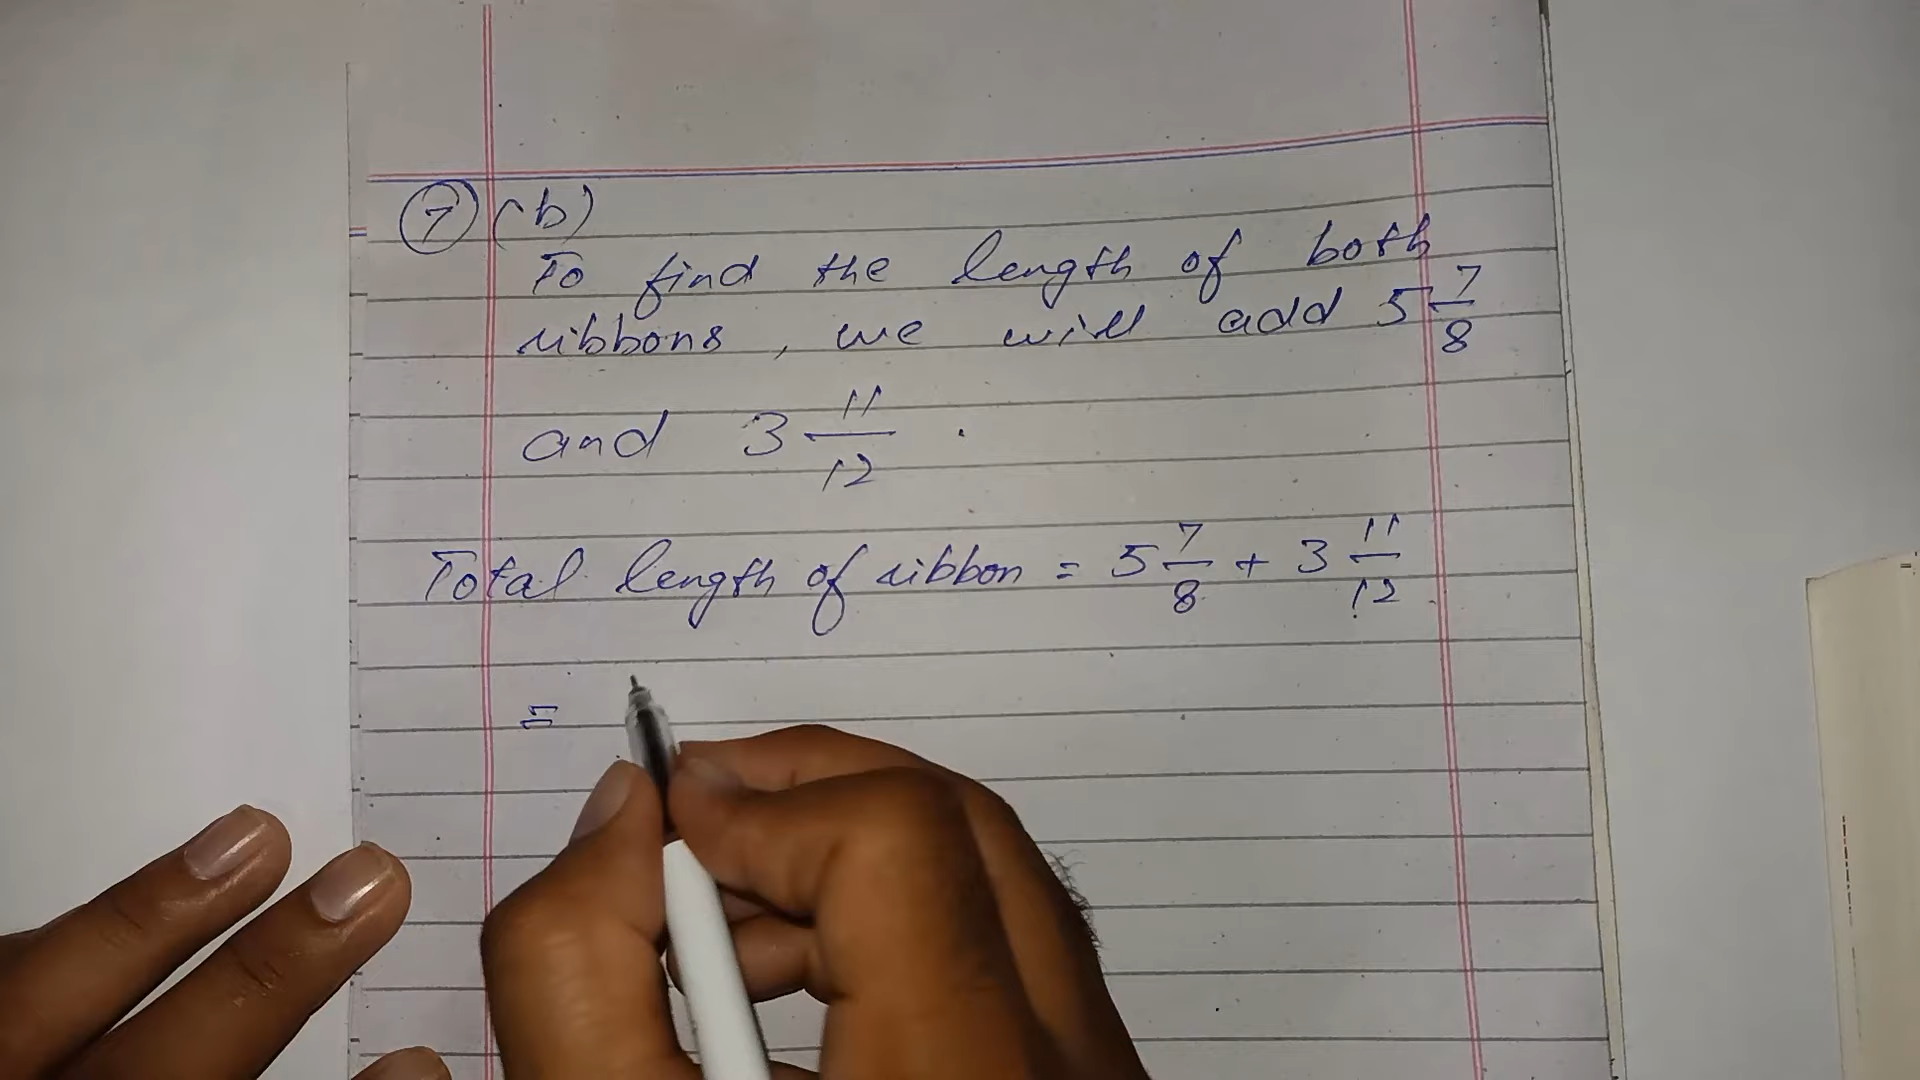 7 (b)
To find the length of both
ribbons, we will add 5 7/8
and 3 11/12 .
Total length of ribbon = 5 7/8 + 3 11/12
=